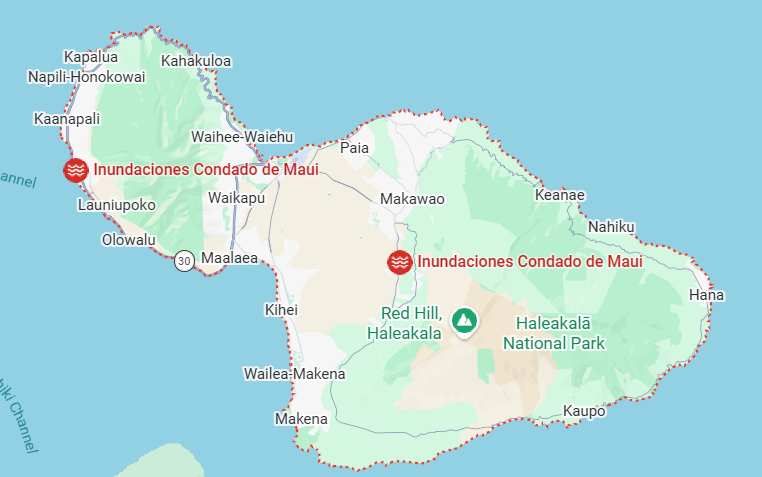 Kapalua
Kahakuloa
Napili-Honokowai
Kaanapali
Waihee-Waiehu
Paia
Inundaciones Condado de Maui
annel
Launiupoko
Waikapu
Makawao
Keanae
Nahiku
Olowalu
30
Maalaea
Inundaciones Condado de Maui
Hana
Kihei
Red Hill,
Haleakala
Haleakalā
National Park
Wailea-Makena
Makena
Kaupo
hiki Channel